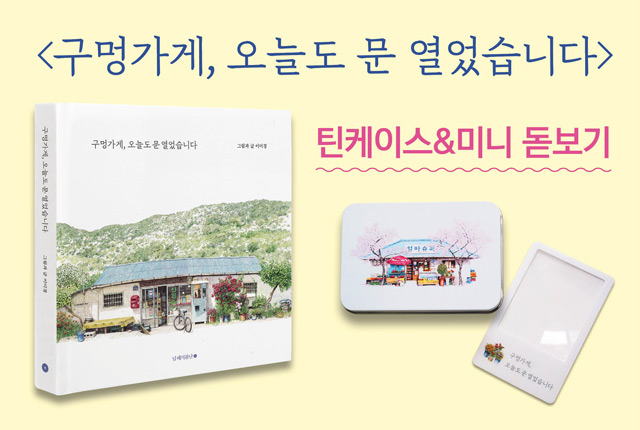 <구멍가게, 오늘도 문 열었습니다>
틴케이스&미니 돋보기
구멍가게, 오늘도 문 열었습니다
그림과 글 이미경
구멍가게, 오늘도 문 열었습니다
그림과 글 이미경
남해의봄날
구멍가게,
오늘도 문 열었습니다